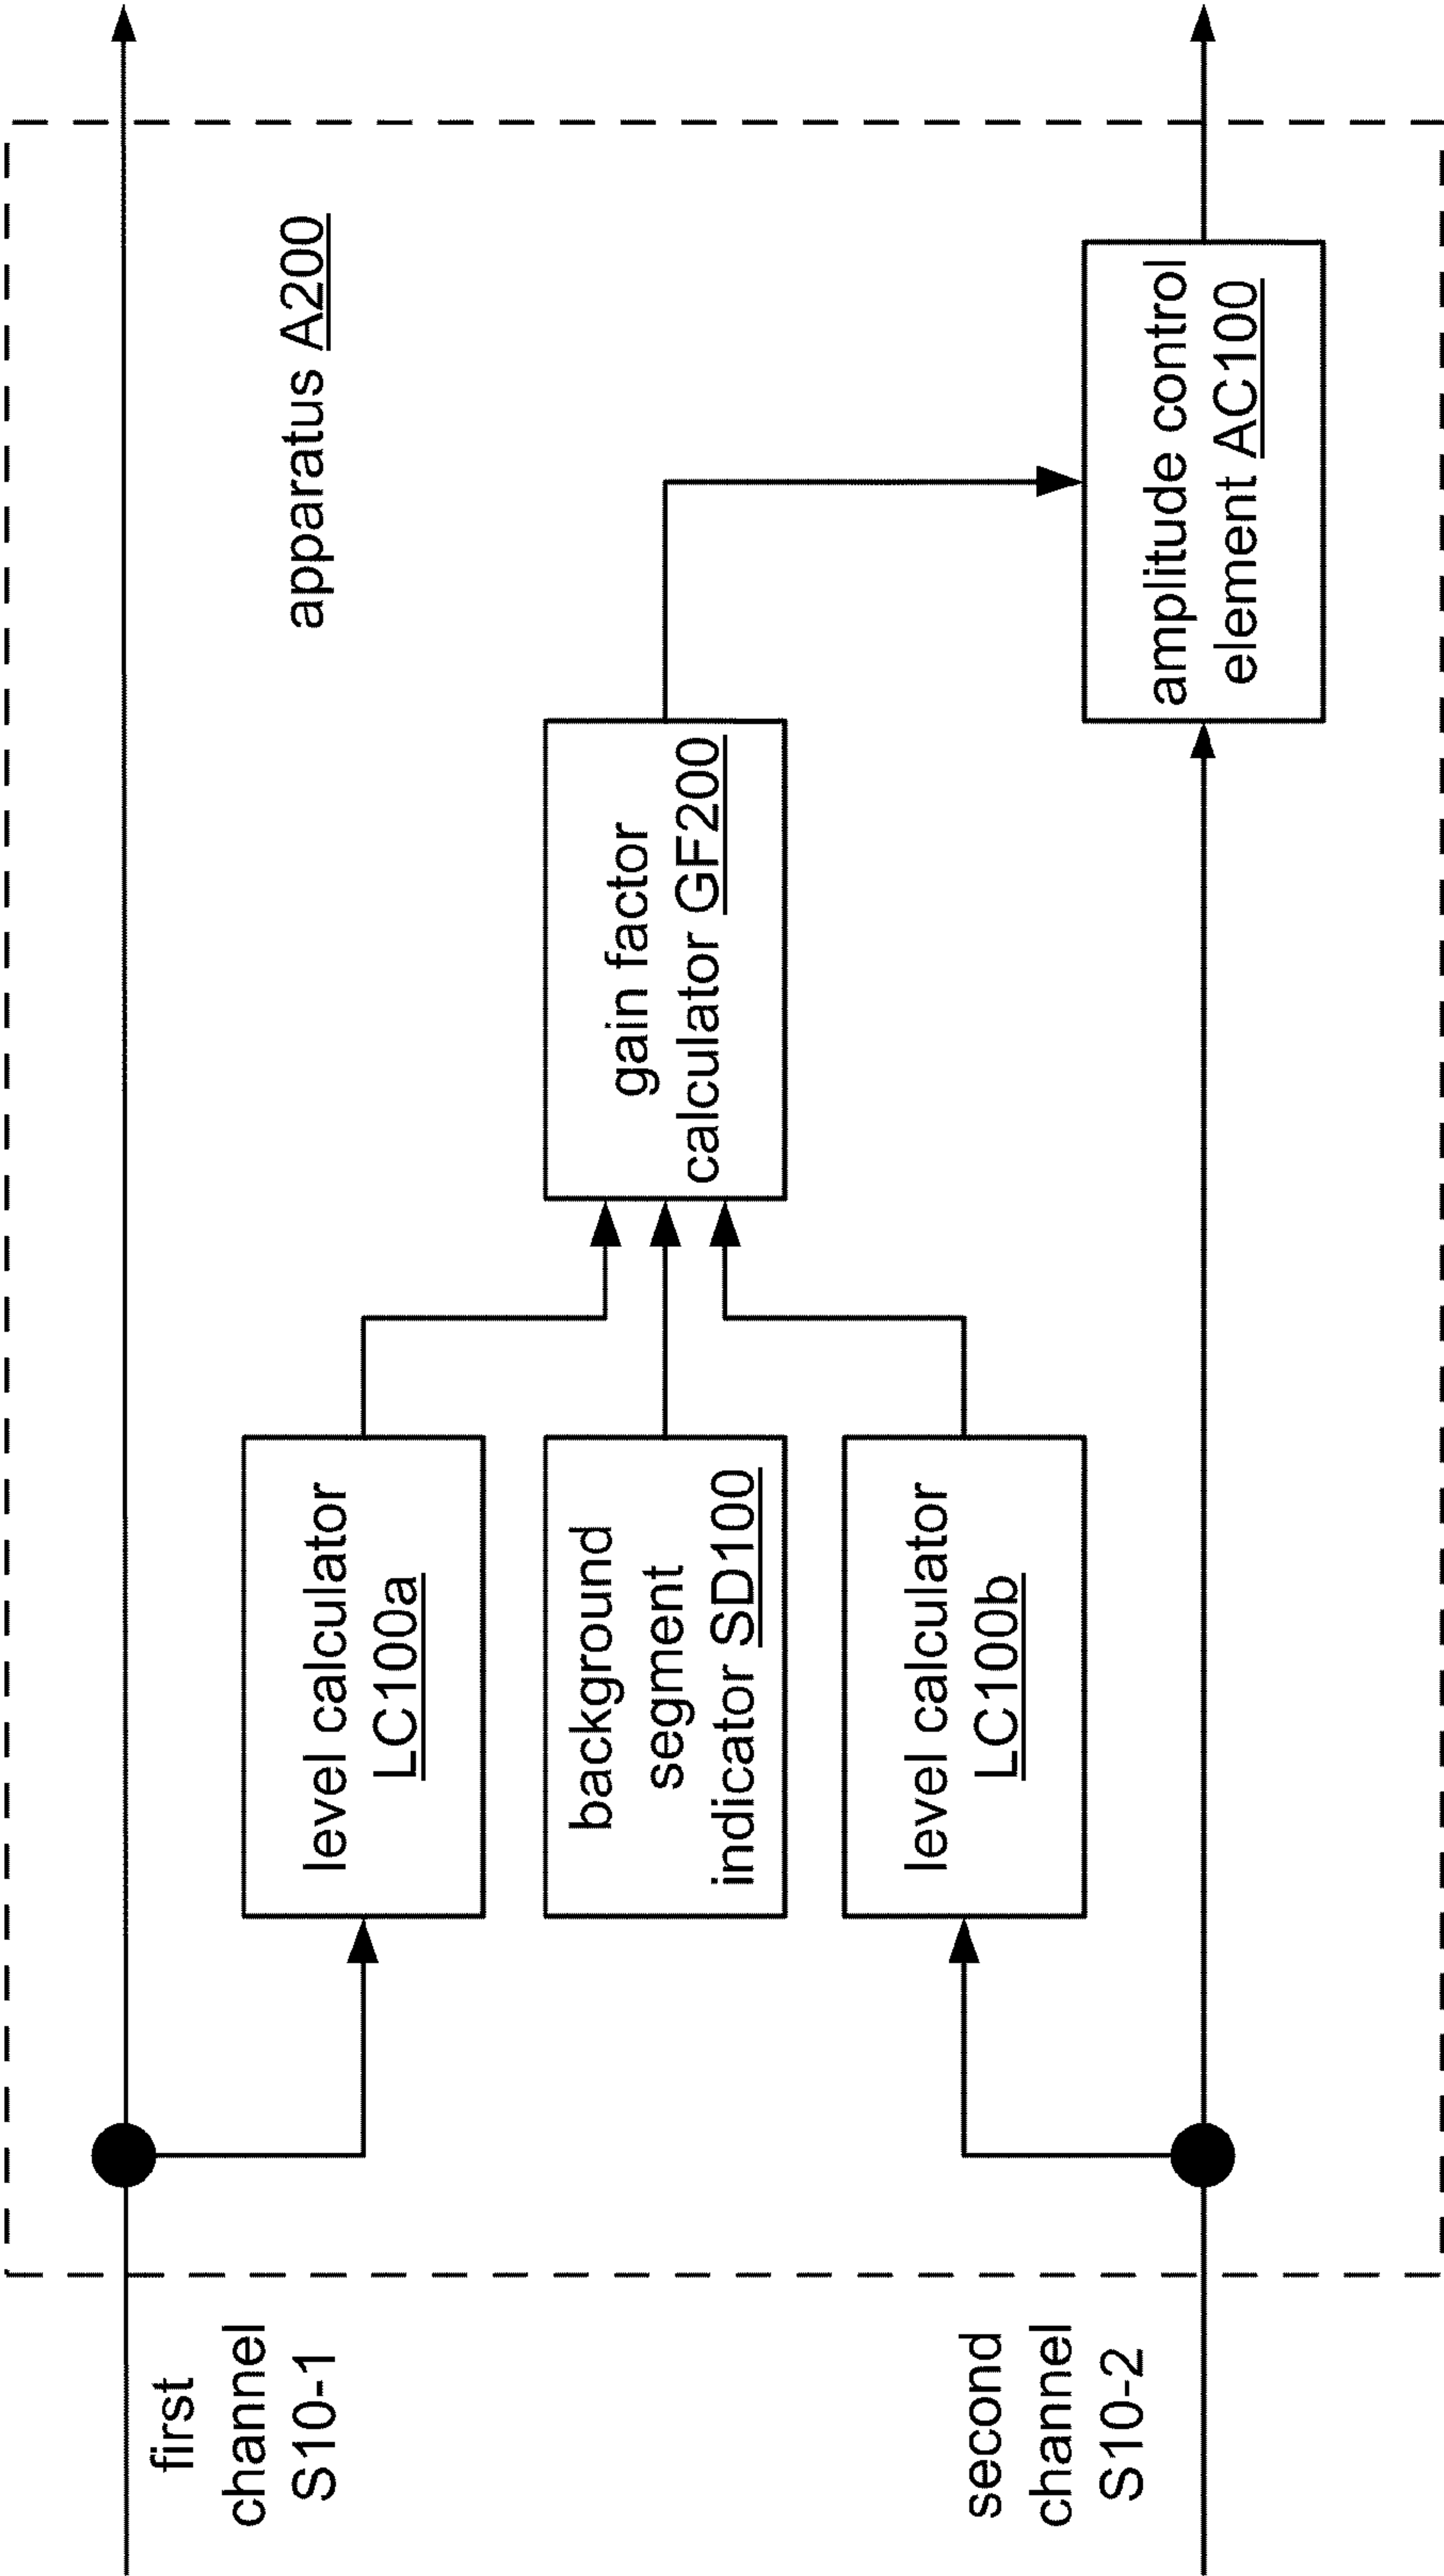 apparatus A200
first
channel
S10-1
level calculator
LC100a
background
segment
indicator SD100
level calculator
LC100b
gain factor
calculator GF200
amplitude control
element AC100
second
channel
S10-2